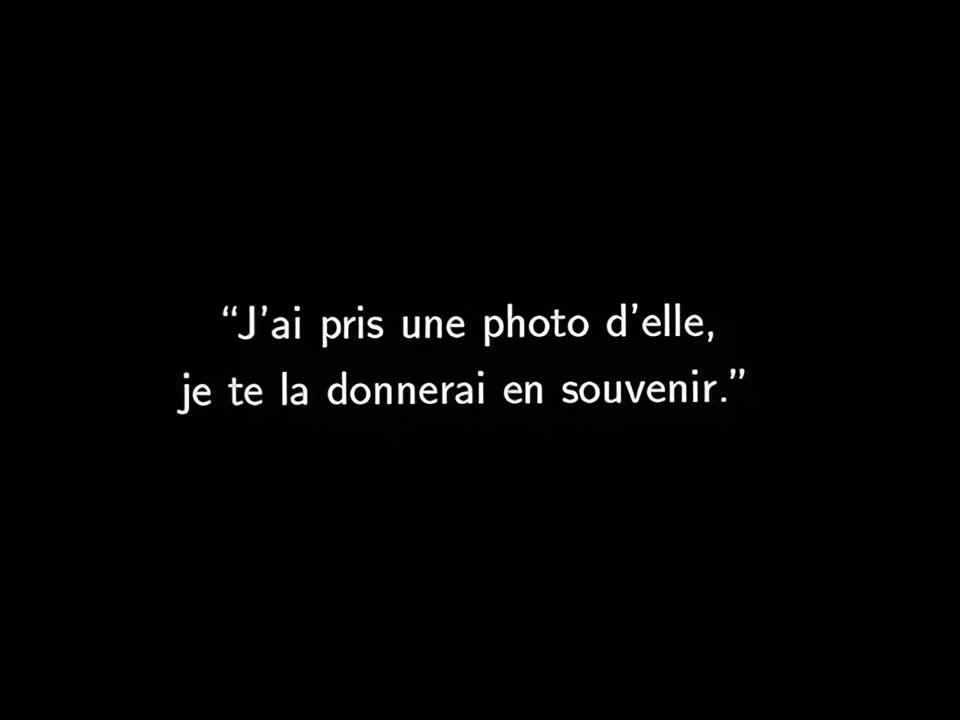 “J’ai pris une photo d’elle,
je te la donnerai en souvenir.”